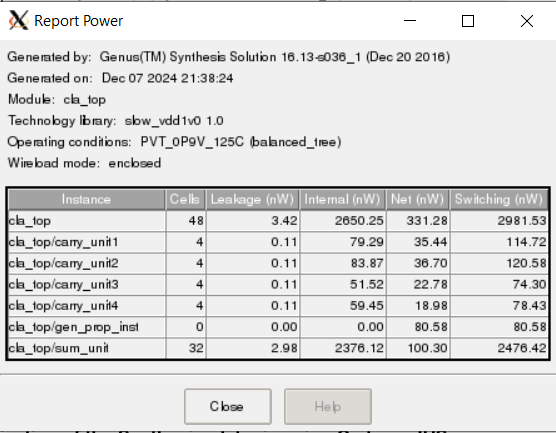 Report Power
Generated by: Genus(TM) Synthesis Solution 16.13-s036_1 (Dec 20 2016)
Generated on: Dec 07 2024 21:38:24
Module: cla_top
Technology library: slow_vdd1v0 1.0
Operating conditions: PVT_0P9V_125C (balanced_tree)
Wireload mode: enclosed
Instance Cells Leakage (nW) Internal (nW) Net (nW) Switching (nW)
cla_top 48 3.42 2650.25 331.28 2981.53
cla_top/carry_unit1 4 0.11 79.29 35.44 114.72
cla_top/carry_unit2 4 0.11 83.87 36.70 120.58
cla_top/carry_unit3 4 0.11 51.52 22.78 74.30
cla_top/carry_unit4 4 0.11 59.45 18.98 78.43
cla_top/gen_prop_inst 0 0.00 0.00 80.58 80.58
cla_top/sum_unit 32 2.98 2376.12 100.30 2476.42
Close Help